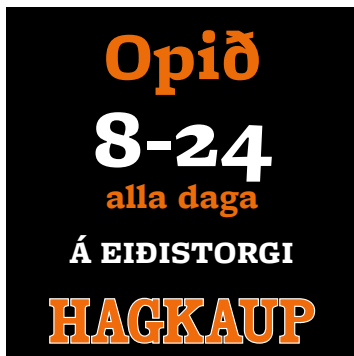 Opið
8-24
alla daga
Á EIÐISTORGI
HAGKAUP